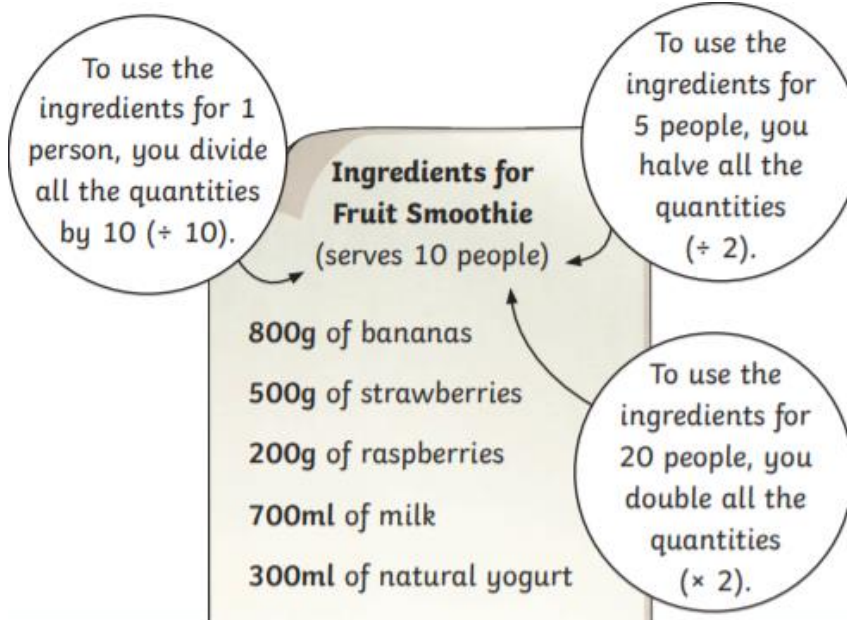 To use the
ingredients for 1
person, you divide
all the quantities
by 10 (÷ 10).
To use the
ingredients for
5 people, you
halve all the
quantities
(÷ 2).
Ingredients for
Fruit Smoothie
(serves 10 people)
800g of bananas
500g of strawberries
200g of raspberries
700ml of milk
300ml of natural yogurt
To use the
ingredients for
20 people, you
double all the
quantities
(× 2).